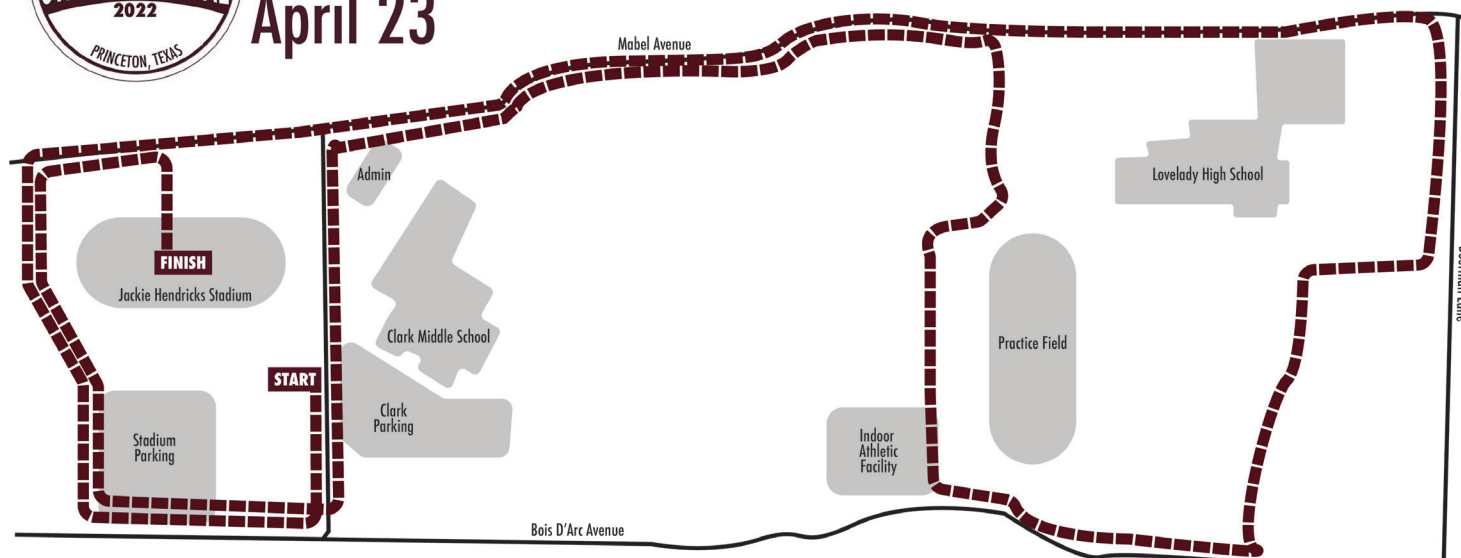 2022
PRINCETON, TEXAS
April 23
Mabel Avenue
Admin
Lovelady High School
FINISH
Jackie Hendricks Stadium
Clark Middle School
Practice Field
START
Clark
Parking
Stadium
Parking
Indoor
Athletic
Facility
Bois D'Arc Avenue